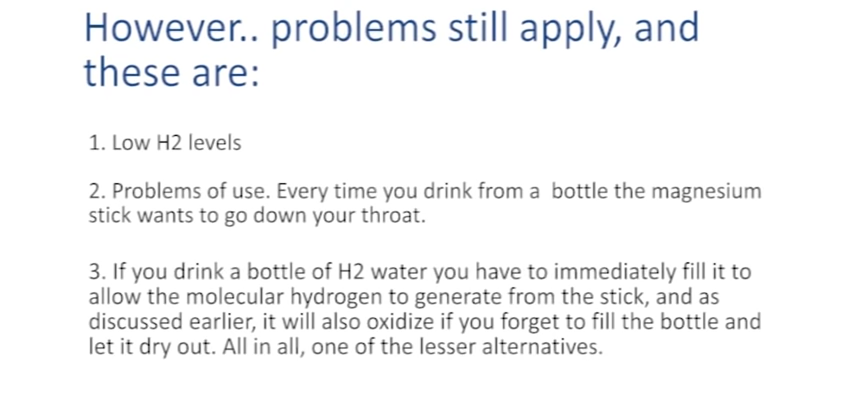 However.. problems still apply, and
these are:
1. Low H2 levels
2. Problems of use. Every time you drink from a  bottle the magnesium
stick wants to go down your throat.
3. If you drink a bottle of H2 water you have to immediately fill it to
allow the molecular hydrogen to generate from the stick, and as
discussed earlier, it will also oxidize if you forget to fill the bottle and
let it dry out. All in all, one of the lesser alternatives.